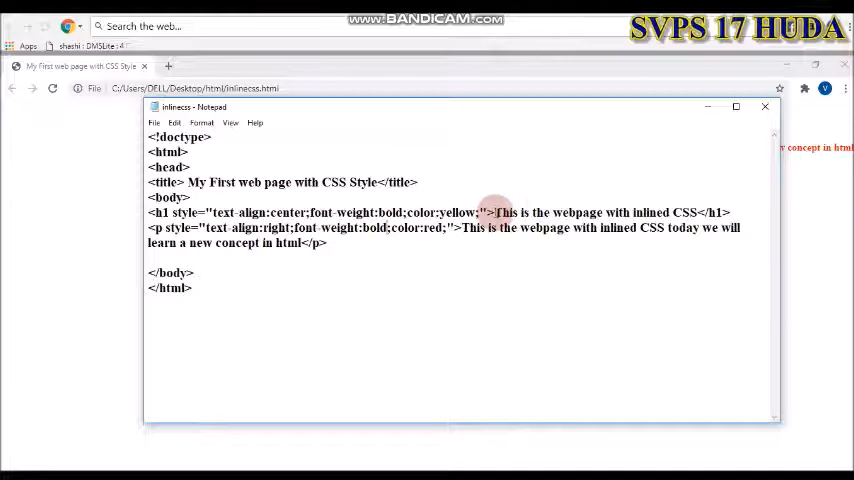 www.BANDICAM.com
SVPS 17 HUDA
Search the web...
Apps shashi : DMSLite : 4
My First web page with CSS Style
File C:/Users/DELL/Desktop/html/inlinecss.html
V
inlinecss - Notepad
File Edit Format View Help
<!doctype>
<html>
<head>
<title> My First web page with CSS Style</title>
<body>
<h1 style="text-align:center;font-weight:bold;color:yellow;">This is the webpage with inlined CSS</h1>
<p style="text-align:right;font-weight:bold;color:red;">This is the webpage with inlined CSS today we will
learn a new concept in html</p>
</body>
</html>
concept in html